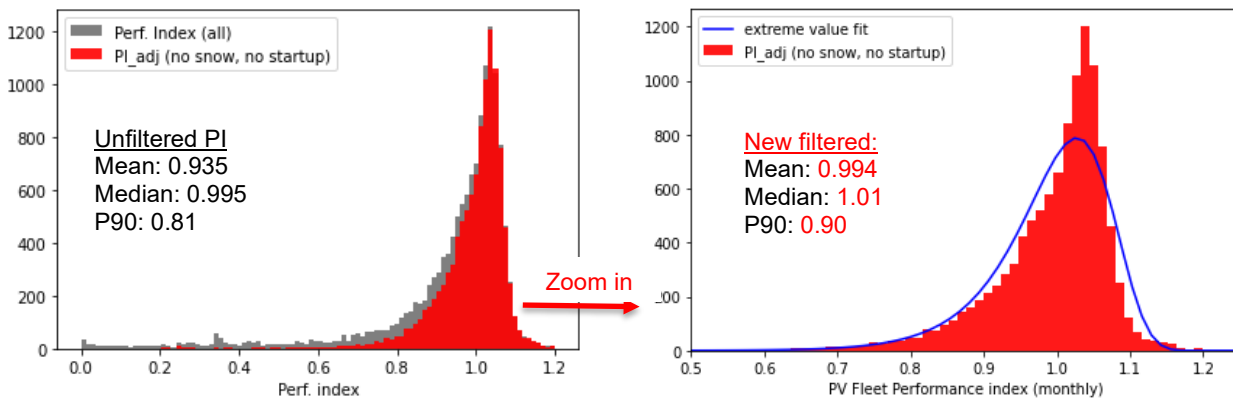 Perf. Index (all)
PI_adj (no snow, no startup)
1200
1000
800
600
400
200
0
Unfiltered PI
Mean: 0.935
Median: 0.995
P90: 0.81
0.0 0.2 0.4 0.6 0.8 1.0 1.2
Perf. index
Zoom in
extreme value fit
PI_adj (no snow, no startup)
1200
1000
800
600
400
0
New filtered:
Mean: 0.994
Median: 1.01
P90: 0.90
0.5 0.6 0.7 0.8 0.9 1.0 1.1 1.2
PV Fleet Performance index (monthly)